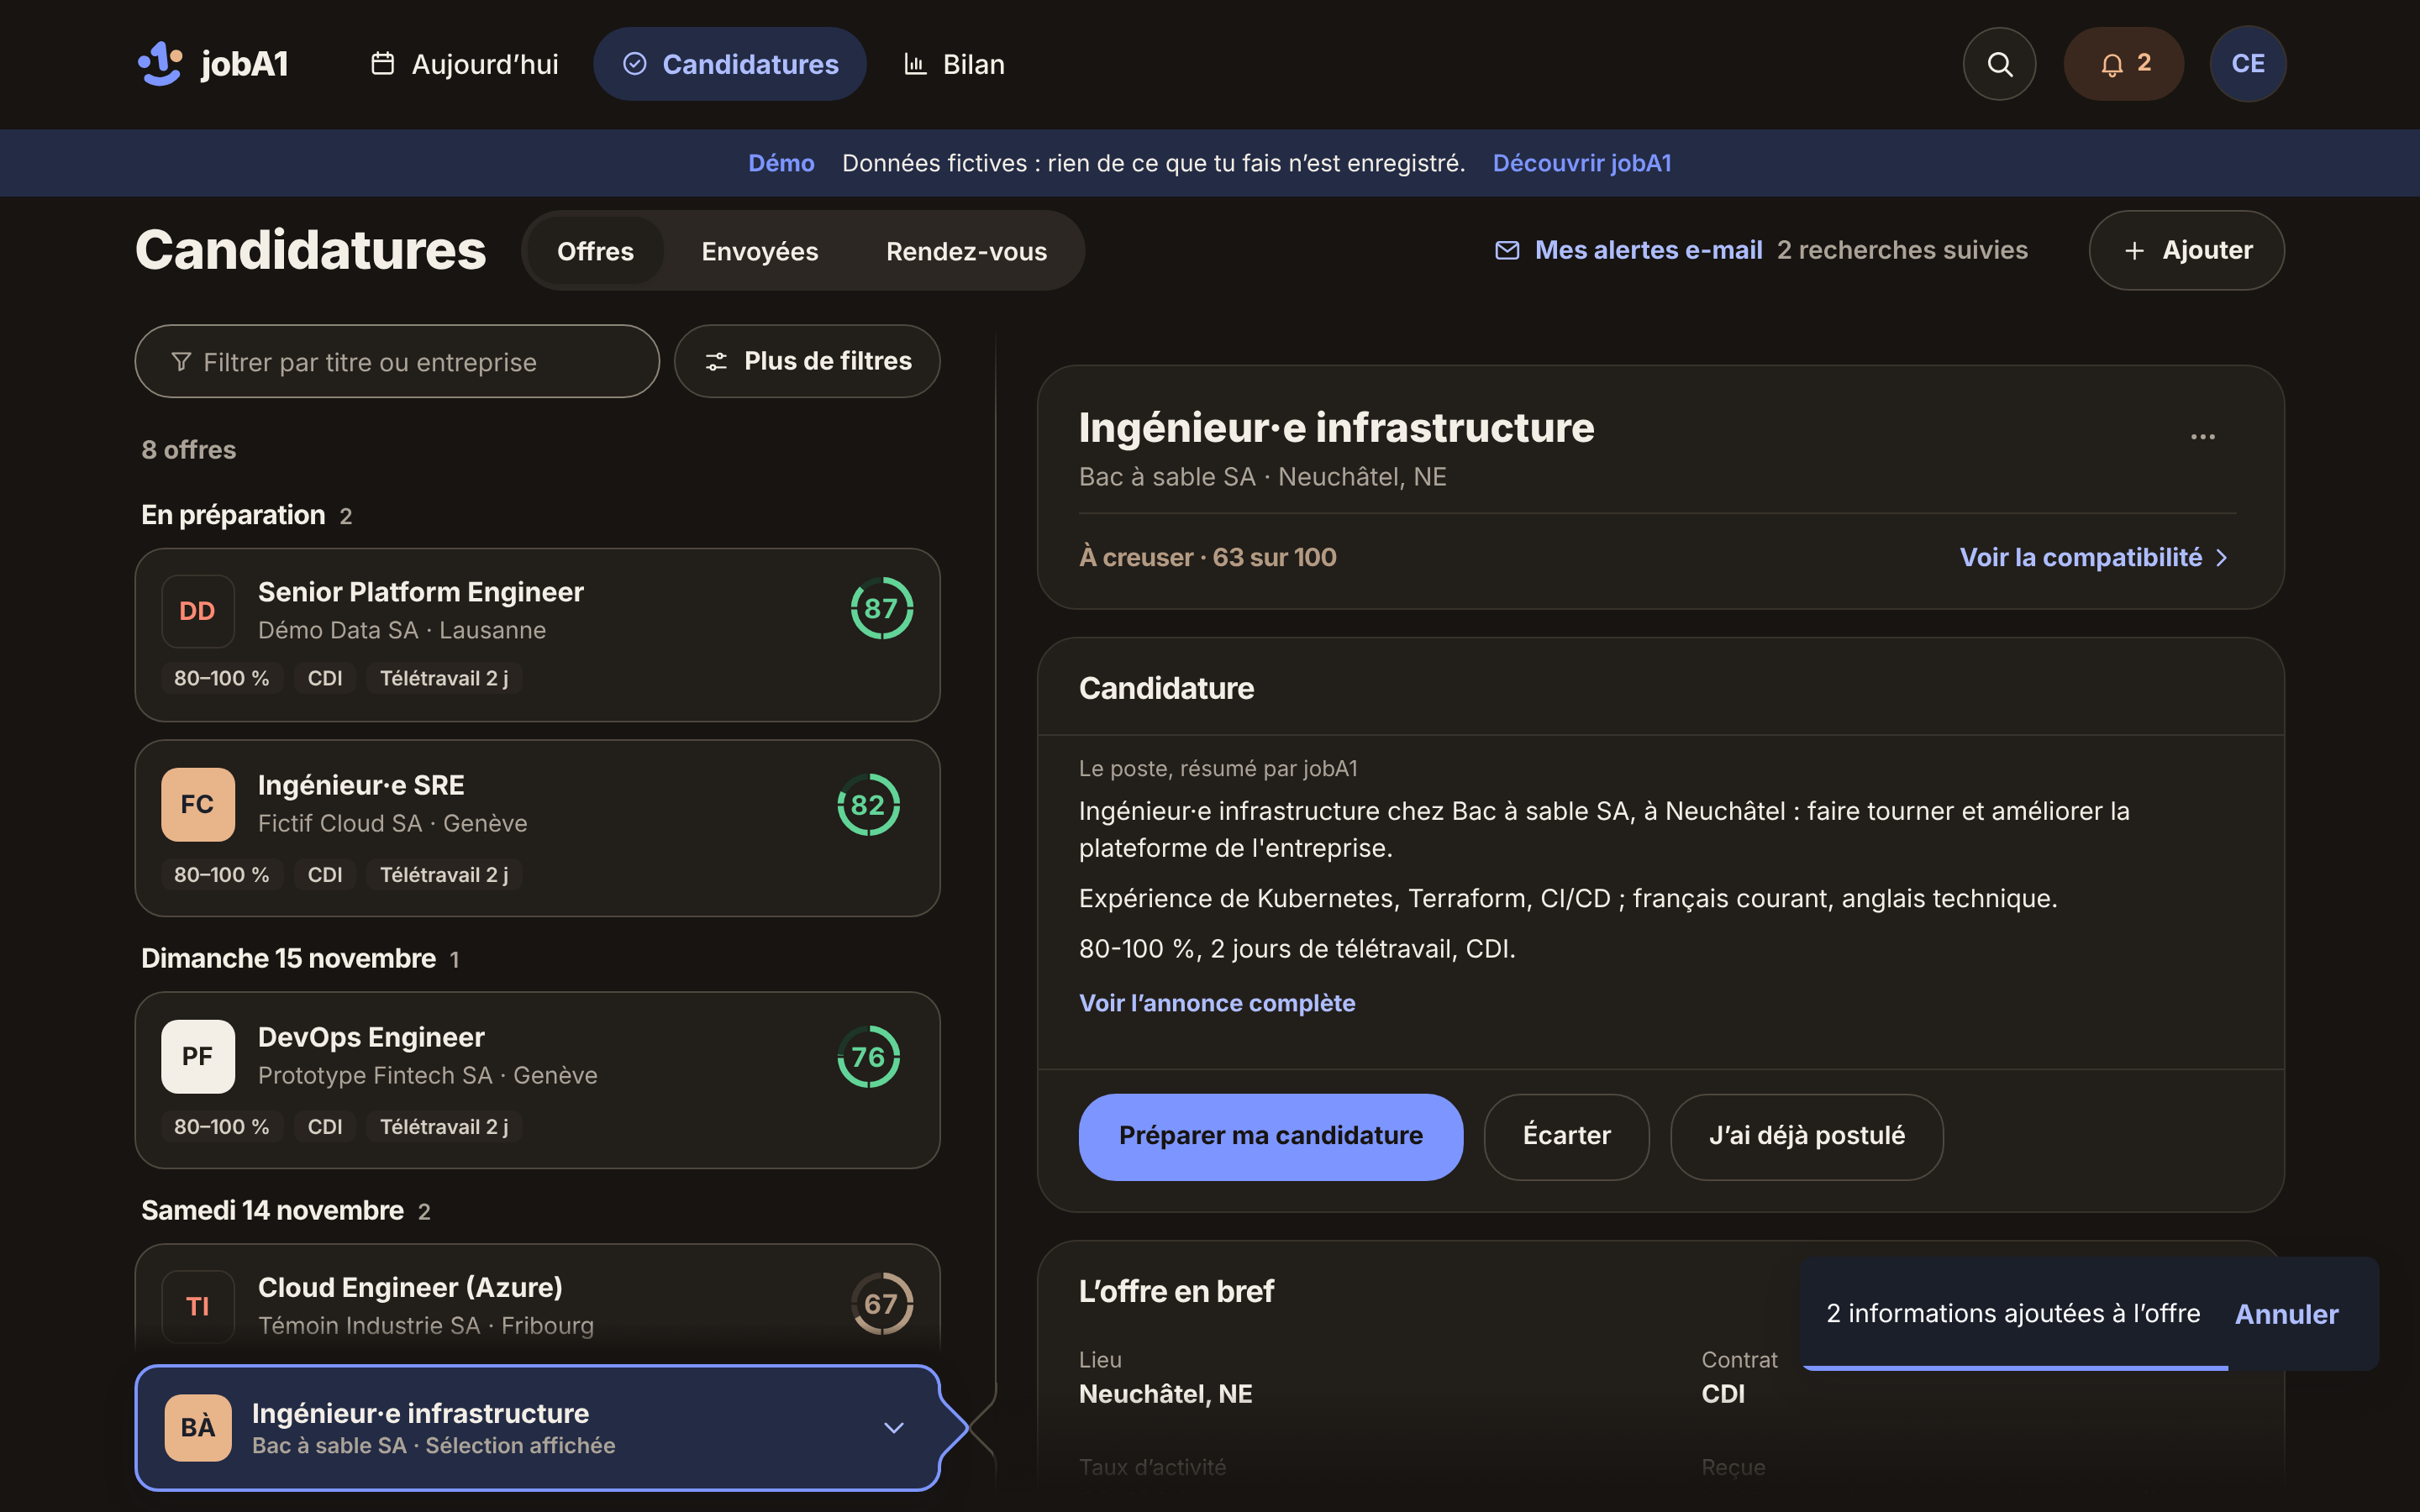 jobA1
Aujourd’hui
Candidatures
Bilan
2
CE
Démo Données fictives : rien de ce que tu fais n’est enregistré. Découvrir jobA1
Candidatures
Offres
Envoyées
Rendez-vous
Mes alertes e-mail 2 recherches suivies
+ Ajouter
Filtrer par titre ou entreprise
Plus de filtres
8 offres
En préparation 2
DD
Senior Platform Engineer
Démo Data SA · Lausanne
87
80–100 %
CDI
Télétravail 2 j
FC
Ingénieur·e SRE
Fictif Cloud SA · Genève
82
80–100 %
CDI
Télétravail 2 j
Dimanche 15 novembre 1
PF
DevOps Engineer
Prototype Fintech SA · Genève
76
80–100 %
CDI
Télétravail 2 j
Samedi 14 novembre 2
TI
Cloud Engineer (Azure)
Témoin Industrie SA · Fribourg
67
BÀ
Ingénieur·e infrastructure
Bac à sable SA · Sélection affichée
Ingénieur·e infrastructure
Bac à sable SA · Neuchâtel, NE
À creuser · 63 sur 100
Voir la compatibilité
Candidature
Le poste, résumé par jobA1
Ingénieur·e infrastructure chez Bac à sable SA, à Neuchâtel : faire tourner et améliorer la
plateforme de l'entreprise.
Expérience de Kubernetes, Terraform, CI/CD ; français courant, anglais technique.
80-100 %, 2 jours de télétravail, CDI.
Voir l’annonce complète
Préparer ma candidature
Écarter
J’ai déjà postulé
L’offre en bref
Lieu
Neuchâtel, NE
Contrat
CDI
Taux d’activité
Reçue
2 informations ajoutées à l’offre
Annuler